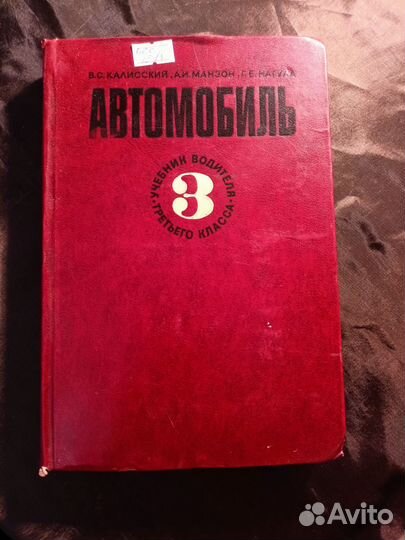 В.С. КАЛИССКИЙ, А.И. МАНЗОН, Г.Е. НАГУЛА
АВТОМОБИЛЬ
• УЧЕБНИК ВОДИТЕЛЯ •
3
ТРЕТЬЕГО КЛАССА
Avito